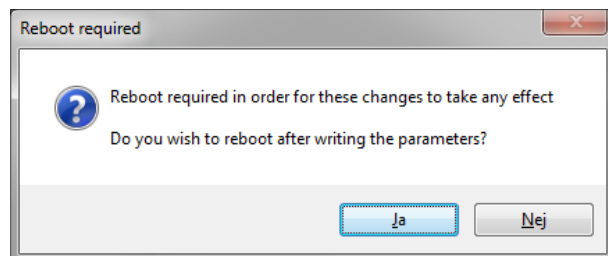 Reboot required
Reboot required in order for these changes to take any effect
Do you wish to reboot after writing the parameters?
Ja
Nej